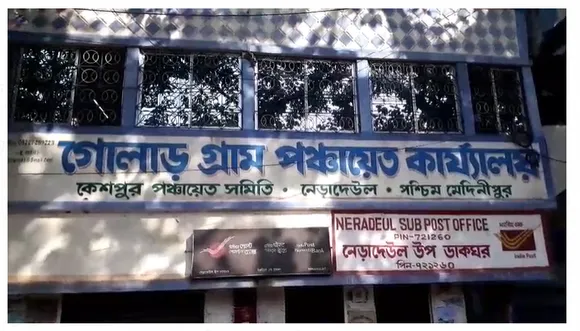 গোলাড় গ্রাম পঞ্চায়েত কার্য্যালয়
কেশপুর পঞ্চায়েত সমিতি • নেড়াদেউল • পশ্চিম মেদিনীপুর
NERADEUL SUB POST OFFICE
PIN-721260
নেড়াদেউল উপ ডাকঘর
পিন-৭২১২৬০
India Post